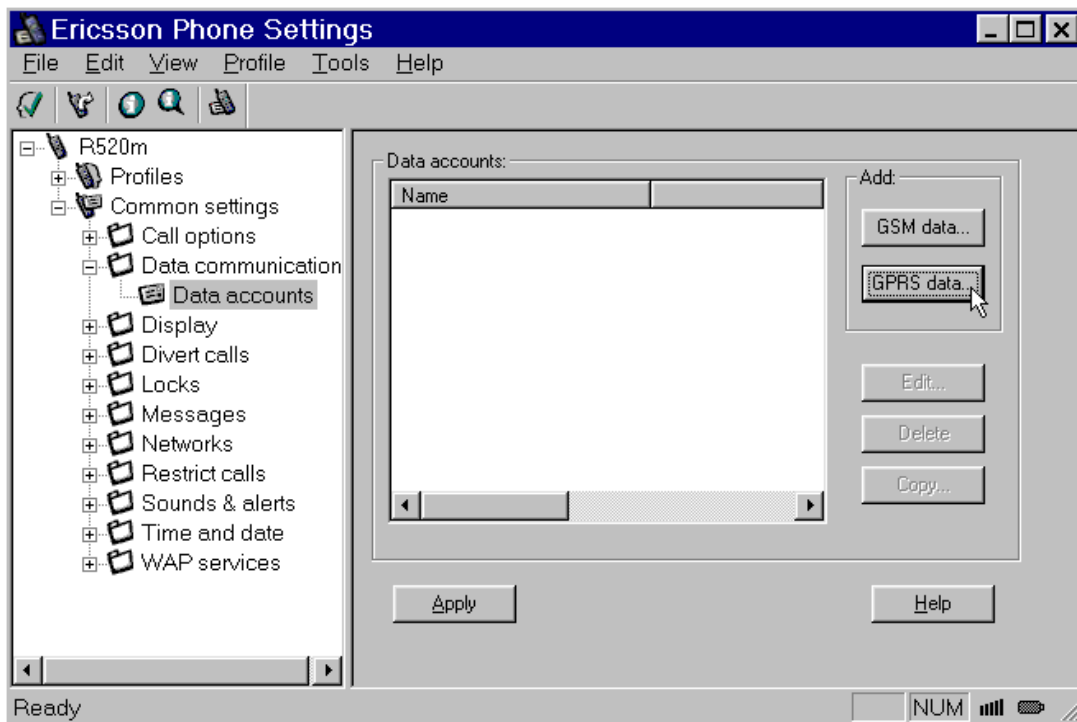 Ericsson Phone Settings
File Edit View Profile Tools Help
R520m
Profiles
Common settings
Call options
Data communication
Data accounts
Display
Divert calls
Locks
Messages
Networks
Restrict calls
Sounds & alerts
Time and date
WAP services
Data accounts:
Name
Add:
GSM data...
GPRS data...
Edit...
Delete
Copy...
Apply
Help
Ready
NUM